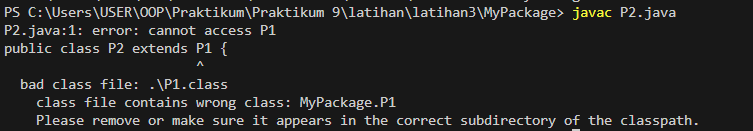 PS C:\Users\USER\OOP\Praktikum\Praktikum 9\latihan\latihan3\MyPackage> javac P2.java
P2.java:1: error: cannot access P1
public class P2 extends P1 {
                        ^
  bad class file: .\P1.class
    class file contains wrong class: MyPackage.P1
    Please remove or make sure it appears in the correct subdirectory of the classpath.